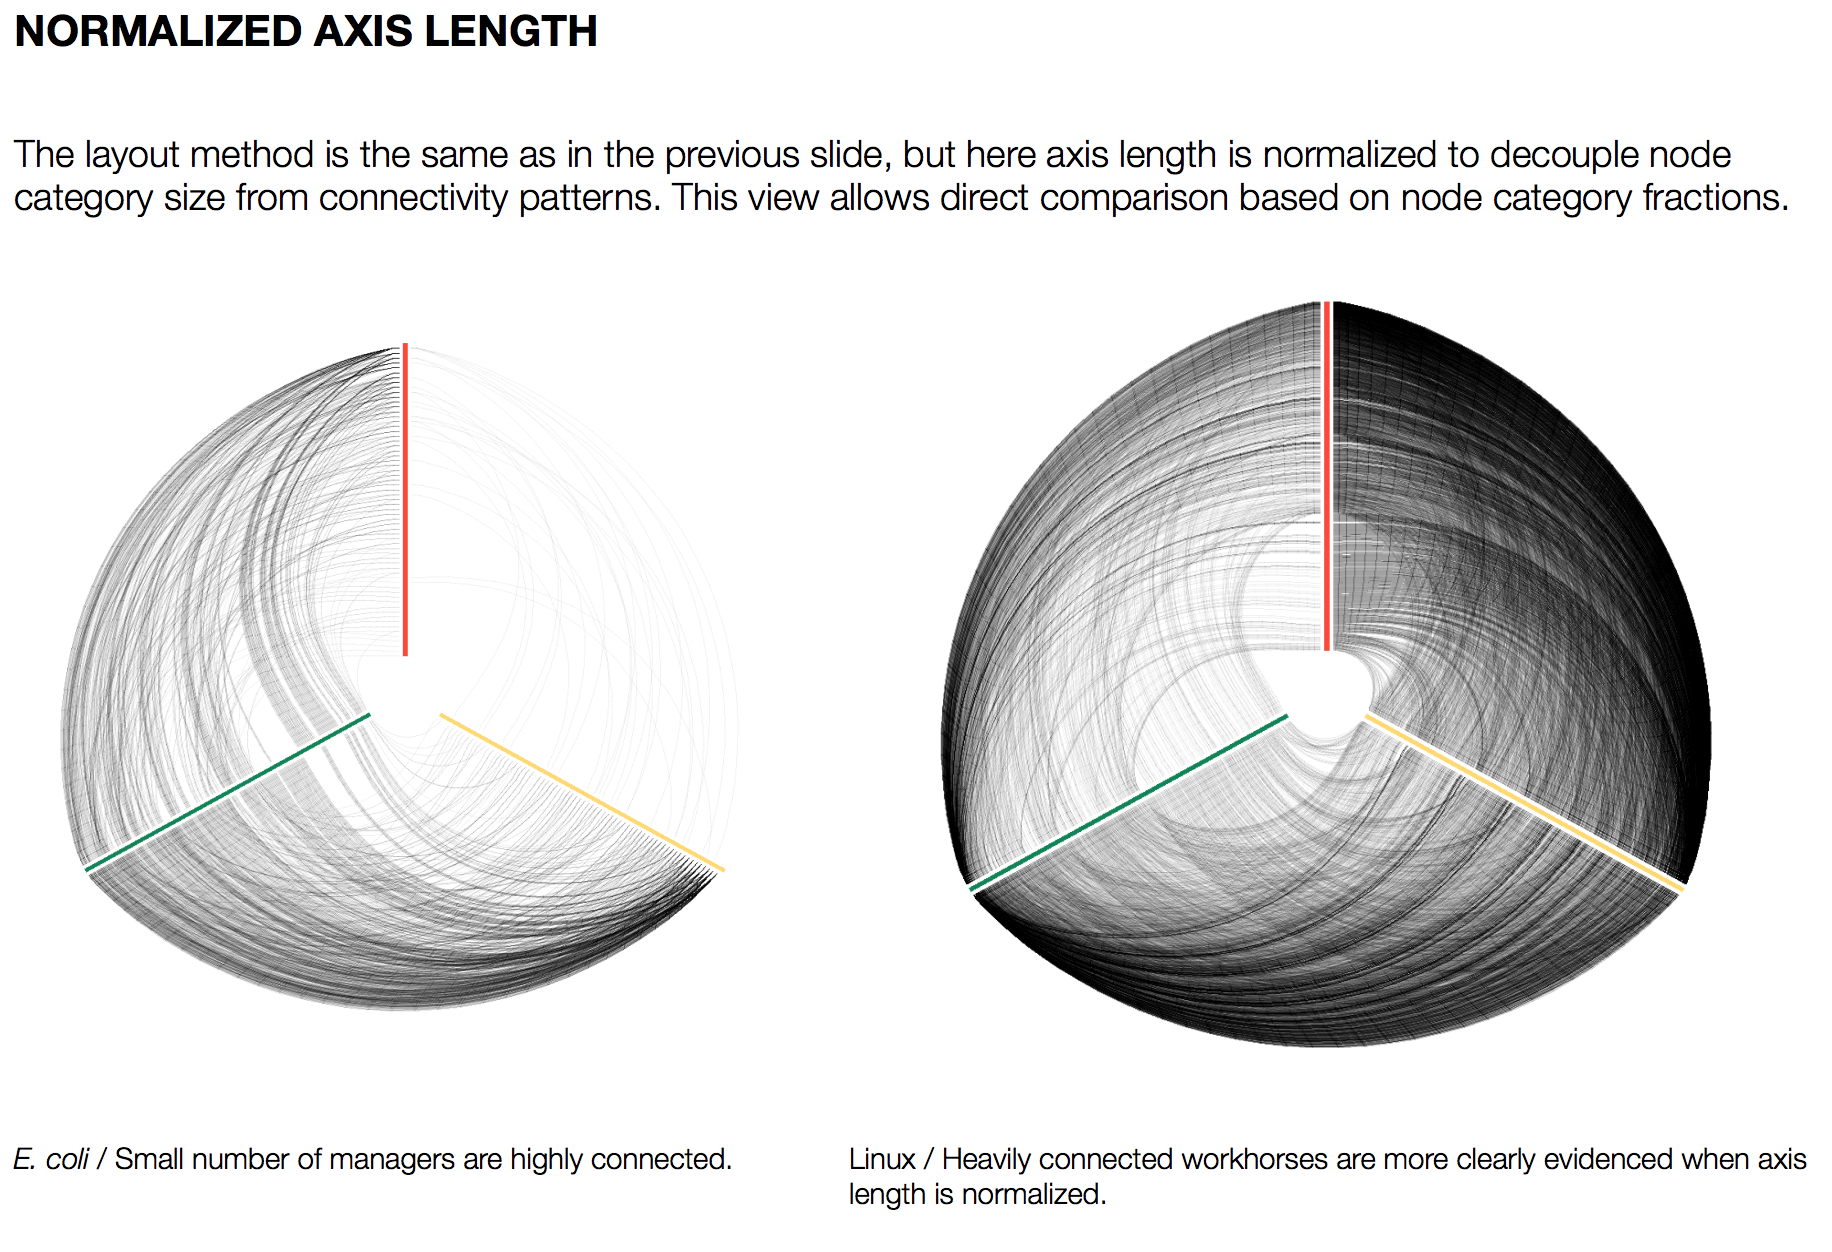 NORMALIZED AXIS LENGTH
The layout method is the same as in the previous slide, but here axis length is normalized to decouple node
category size from connectivity patterns. This view allows direct comparison based on node category fractions.
E. coli / Small number of managers are highly connected.
Linux / Heavily connected workhorses are more clearly evidenced when axis
length is normalized.